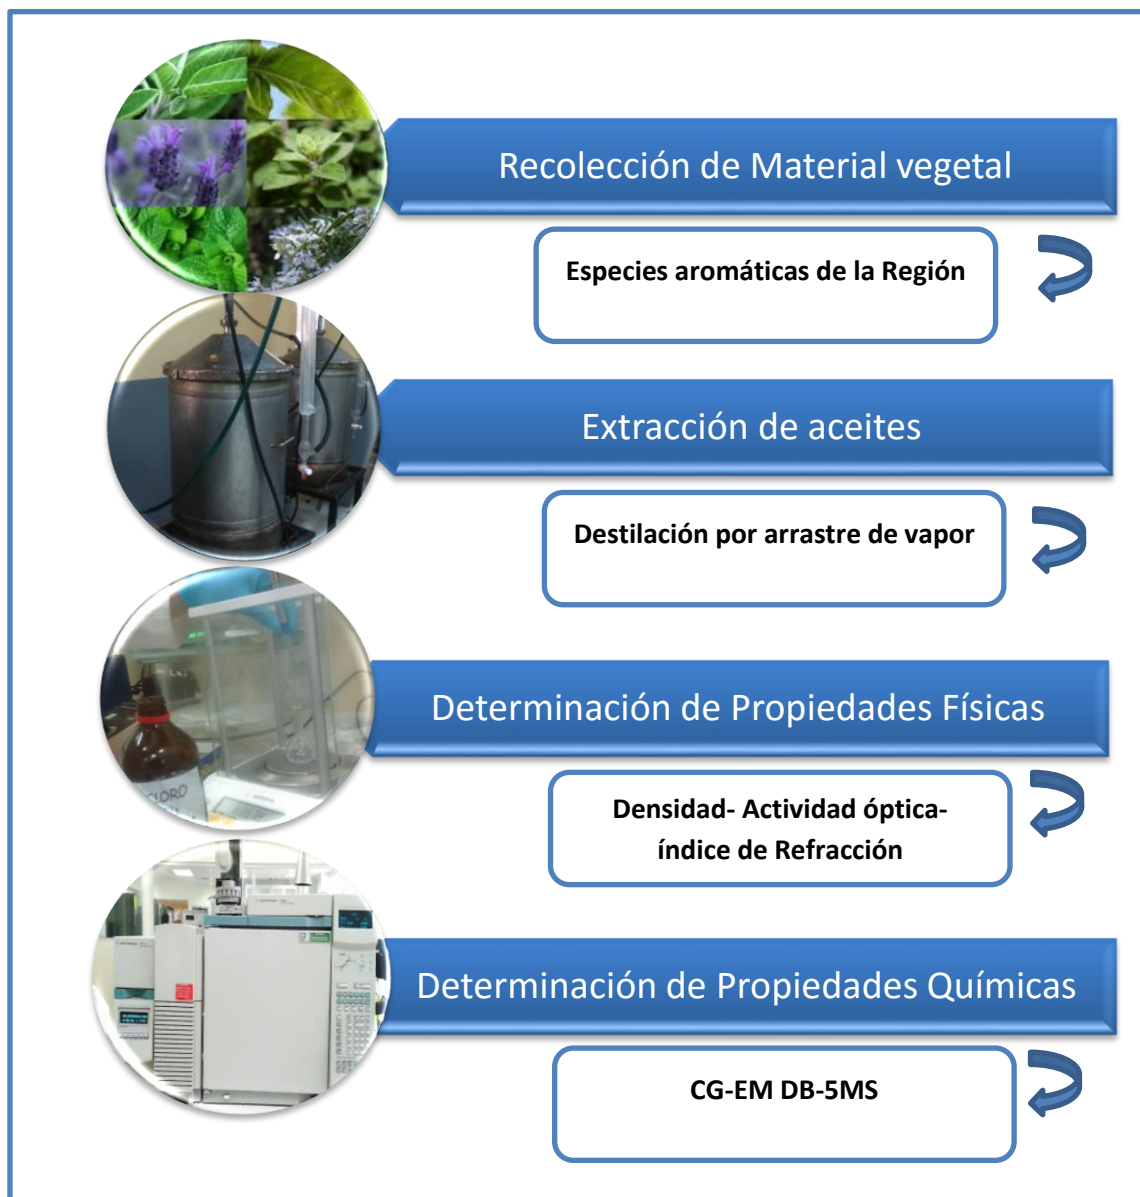 Recolección de Material vegetal
Especies aromáticas de la Región
Extracción de aceites
Destilación por arrastre de vapor
Determinación de Propiedades Físicas
CLORO
Densidad- Actividad óptica-
índice de Refracción
Determinación de Propiedades Químicas
CG-EM DB-5MS